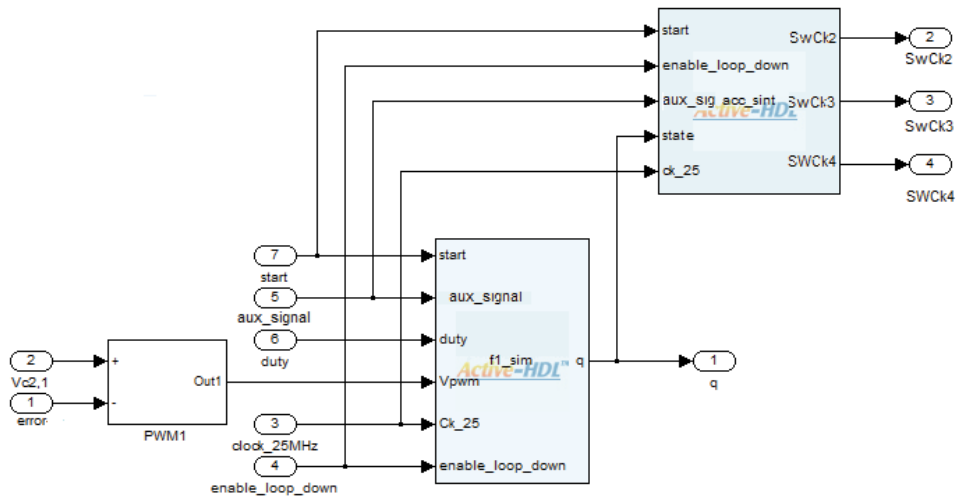 start
SwCk2
2
SwCk2
enable_loop_down
aux_sig
acc_sint
SwCk3
3
SwCk3
Active-HDL
state
SWCk4
4
SWCk4
ck_25
7
start
start
5
aux_signal
aux_signal
6
duty
duty
f1_sim
q
1
q
Active-HDL™
2
Vc2,1
+
Out1
Vpwm
1
error
-
PWM1
3
clock_25MHz
Ck_25
4
enable_loop_down
enable_loop_down